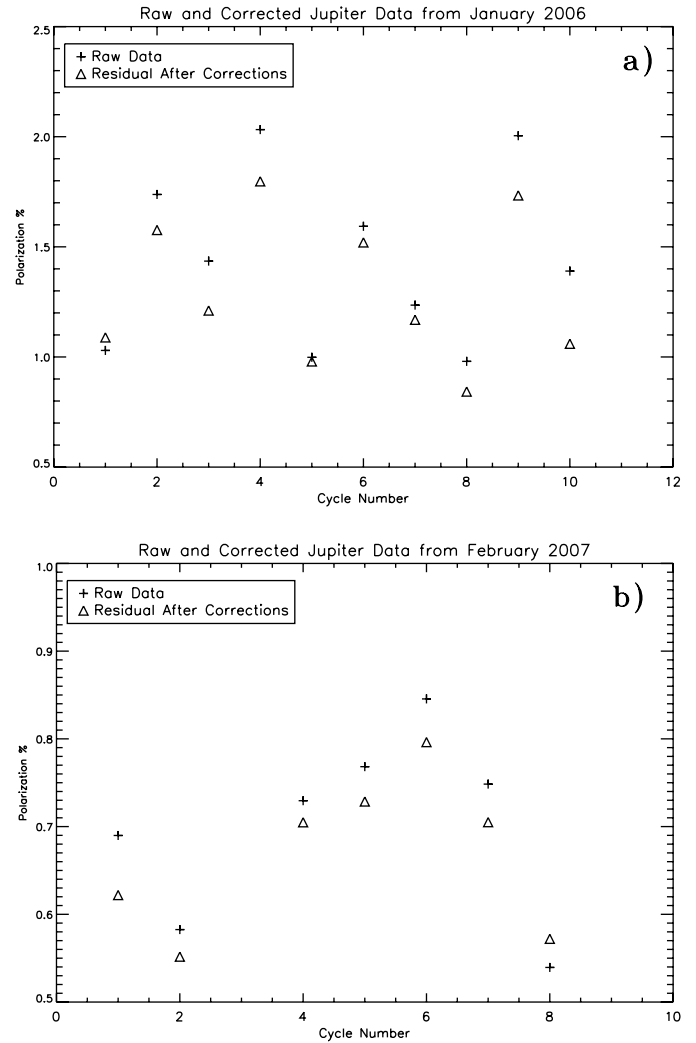 Raw and Corrected Jupiter Data from January 2006
2.5
a)
+ Raw Data
△ Residual After Corrections
2.0
1.5
Polarization %
1.0
0.5
0 2 4 6 8 10 12
Cycle Number
Raw and Corrected Jupiter Data from February 2007
1.0
b)
+ Raw Data
△ Residual After Corrections
0.9
0.8
Polarization %
0.7
0.6
0.5
0 2 4 6 8 10
Cycle Number